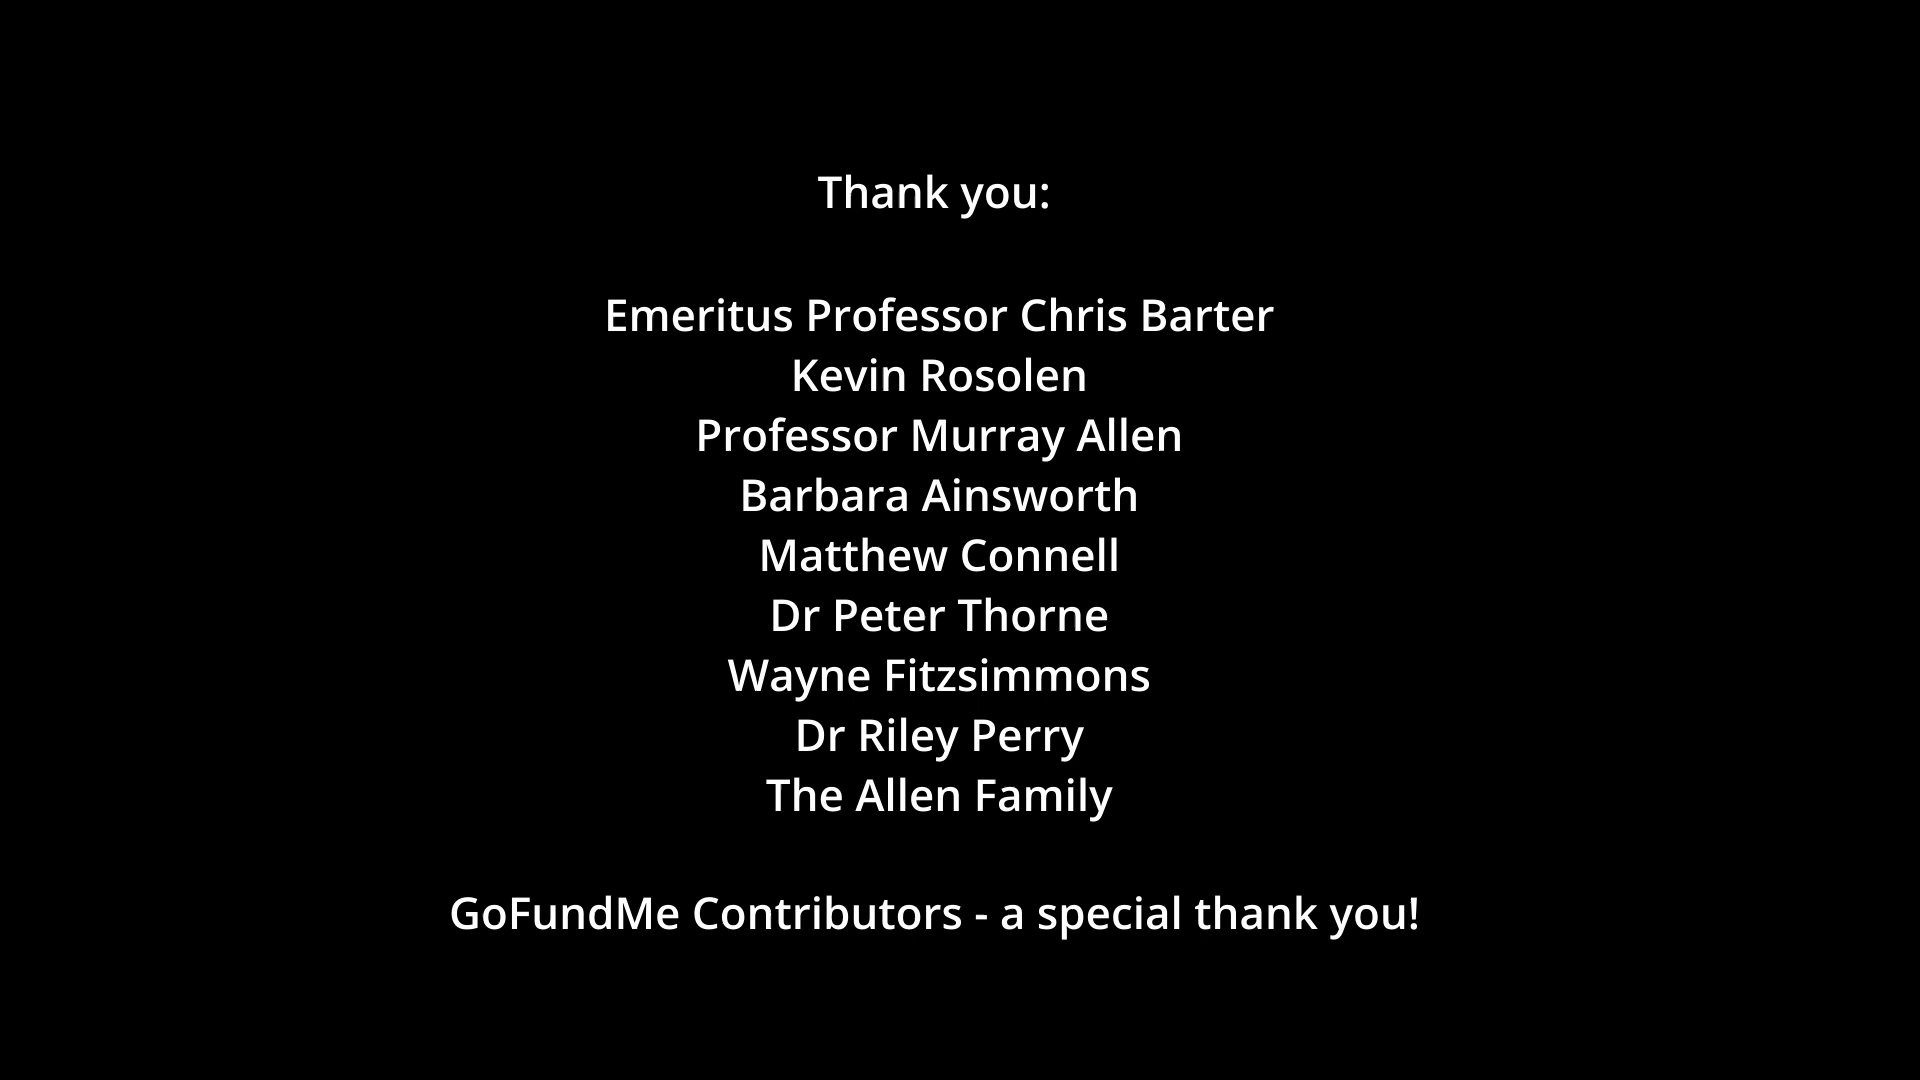 Thank you:
Emeritus Professor Chris Barter
Kevin Rosolen
Professor Murray Allen
Barbara Ainsworth
Matthew Connell
Dr Peter Thorne
Wayne Fitzsimmons
Dr Riley Perry
The Allen Family
GoFundMe Contributors - a special thank you!